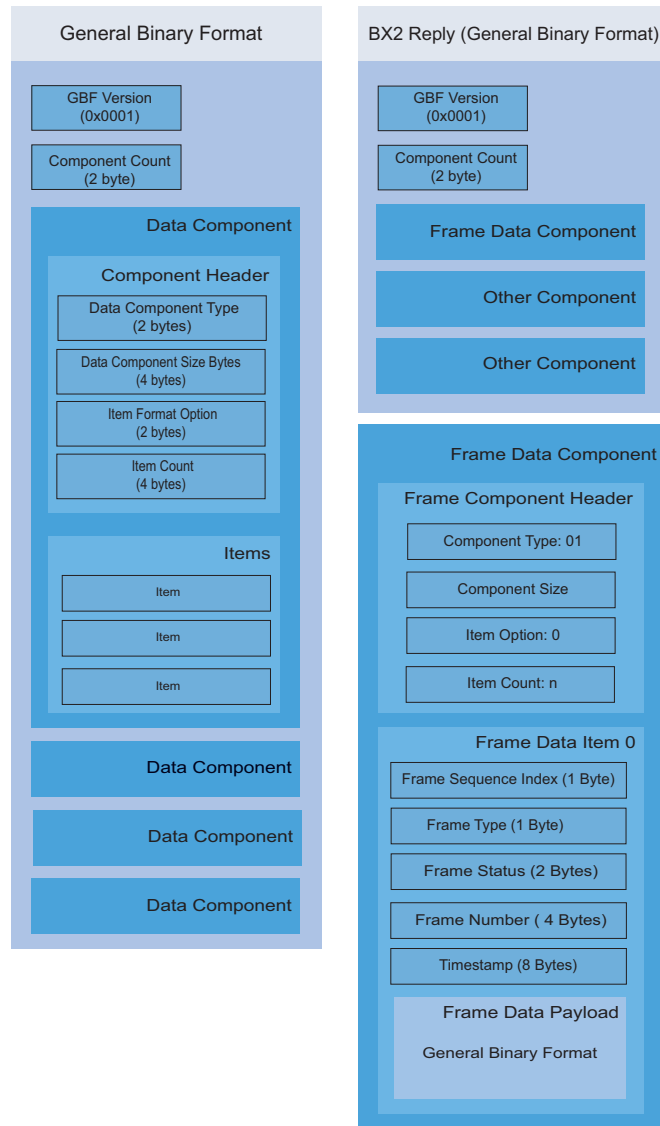 General Binary Format
GBF Version
(0x0001)
Component Count
(2 byte)
Data Component
Component Header
Data Component Type
(2 bytes)
Data Component Size Bytes
(4 bytes)
Item Format Option
(2 bytes)
Item Count
(4 bytes)
Items
Item
Item
Item
Data Component
Data Component
Data Component
BX2 Reply (General Binary Format)
GBF Version
(0x0001)
Component Count
(2 byte)
Frame Data Component
Other Component
Other Component
Frame Data Component
Frame Component Header
Component Type: 01
Component Size
Item Option: 0
Item Count: n
Frame Data Item 0
Frame Sequence Index (1 Byte)
Frame Type (1 Byte)
Frame Status (2 Bytes)
Frame Number ( 4 Bytes)
Timestamp (8 Bytes)
Frame Data Payload
General Binary Format